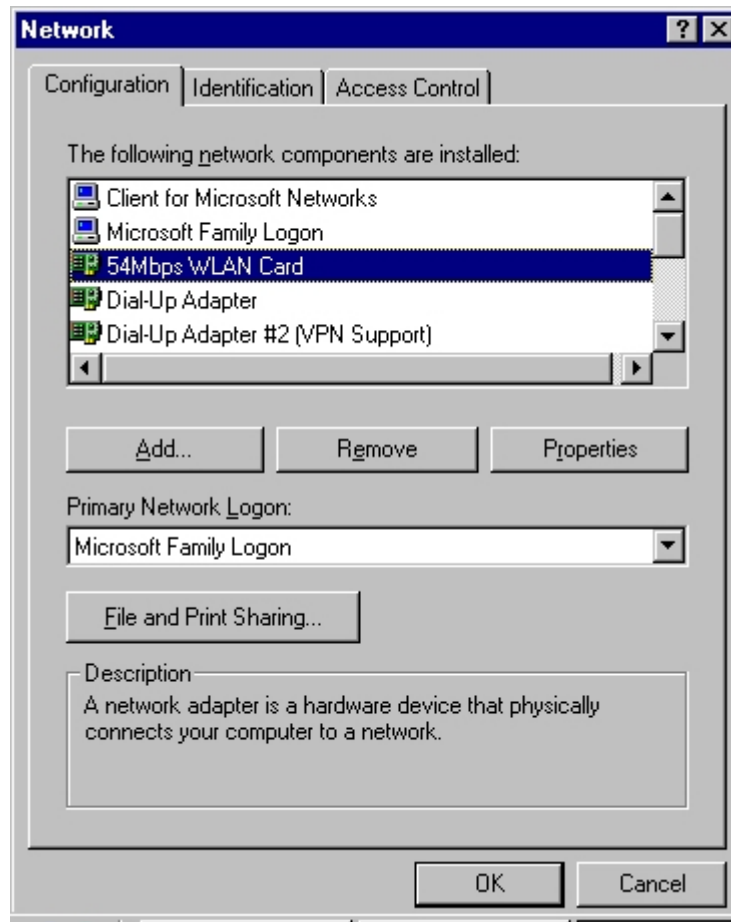 Network
Configuration Identification Access Control
The following network components are installed:
Client for Microsoft Networks
Microsoft Family Logon
54Mbps WLAN Card
Dial-Up Adapter
Dial-Up Adapter #2 (VPN Support)
Add... Remove Properties
Primary Network Logon:
Microsoft Family Logon
File and Print Sharing...
Description
A network adapter is a hardware device that physically
connects your computer to a network.
OK Cancel